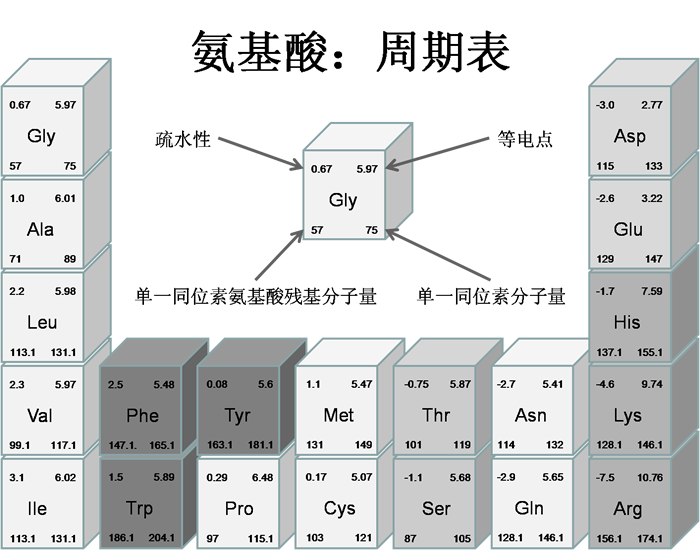 氨基酸：周期表
疏水性
等电点
0.67 5.97
Gly
57 75
单一同位素氨基酸残基分子量
单一同位素分子量
0.67 5.97
Gly
57 75
1.0 6.01
Ala
71 89
2.2 5.98
Leu
113.1 131.1
2.3 5.97
Val
99.1 117.1
3.1 6.02
Ile
113.1 131.1
2.5 5.48
Phe
147.1. 165.1
1.5 5.89
Trp
186.1 204.1
0.08 5.6
Tyr
163.1 181.1
0.29 6.48
Pro
97 115.1
1.1 5.47
Met
131 149
0.17 5.07
Cys
103 121
-0.75 5.87
Thr
101 119
-1.1 5.68
Ser
87 105
-2.7 5.41
Asn
114 132
-2.9 5.65
Gln
128.1 146.1
-3.0 2.77
Asp
115 133
-2.6 3.22
Glu
129 147
-1.7 7.59
His
137.1 155.1
-4.6 9.74
Lys
128.1 146.1
-7.5 10.76
Arg
156.1 174.1